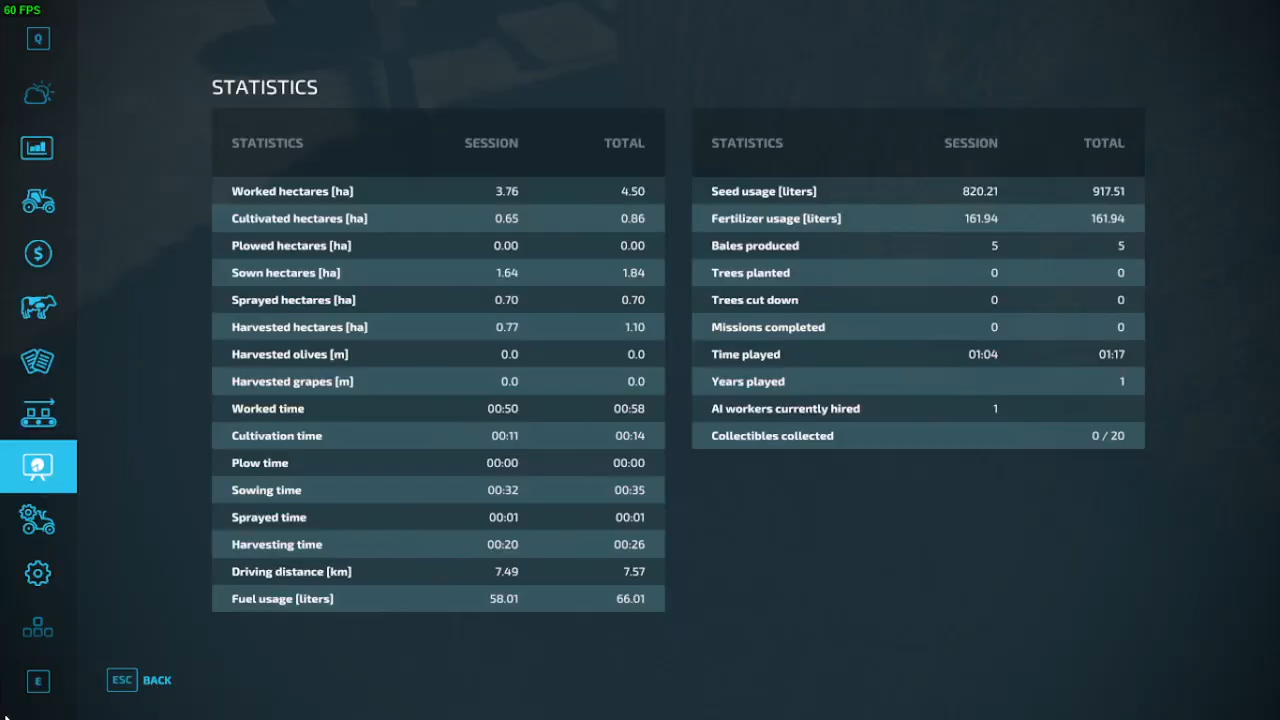 60 FPS
Q
STATISTICS
STATISTICS SESSION TOTAL
Worked hectares [ha] 3.76 4.50
Cultivated hectares [ha] 0.65 0.86
Plowed hectares [ha] 0.00 0.00
Sown hectares [ha] 1.64 1.84
Sprayed hectares [ha] 0.70 0.70
Harvested hectares [ha] 0.77 1.10
Harvested olives [m] 0.0 0.0
Harvested grapes [m] 0.0 0.0
Worked time 00:50 00:58
Cultivation time 00:11 00:14
Plow time 00:00 00:00
Sowing time 00:32 00:35
Sprayed time 00:01 00:01
Harvesting time 00:20 00:26
Driving distance [km] 7.49 7.57
Fuel usage [liters] 58.01 66.01
STATISTICS SESSION TOTAL
Seed usage [liters] 820.21 917.51
Fertilizer usage [liters] 161.94 161.94
Bales produced 5 5
Trees planted 0 0
Trees cut down 0 0
Missions completed 0 0
Time played 01:04 01:17
Years played 1
AI workers currently hired 1
Collectibles collected 0 / 20
E
ESC BACK